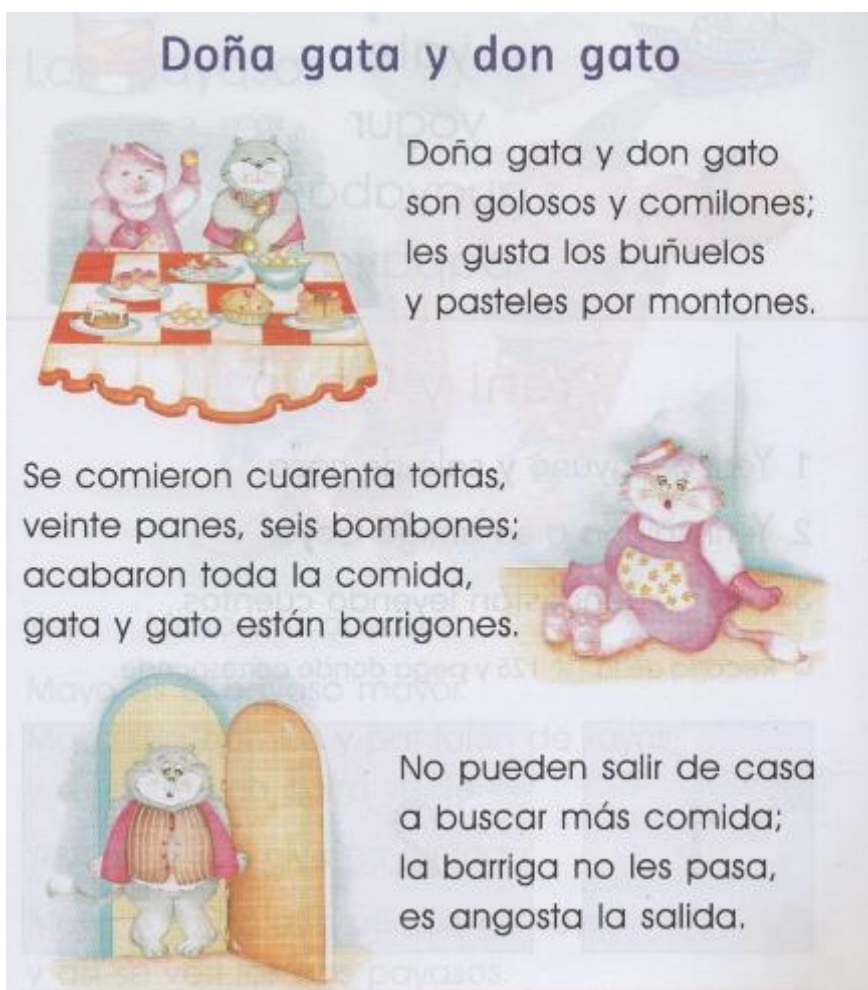 Doña gata y don gato
Doña gata y don gato
son golosos y comilones;
les gusta los buñuelos
y pasteles por montones.
Se comieron cuarenta tortas,
veinte panes, seis bombones;
acabaron toda la comida,
gata y gato están barrigones.
No pueden salir de casa
a buscar más comida;
la barriga no les pasa,
es angosta la salida.